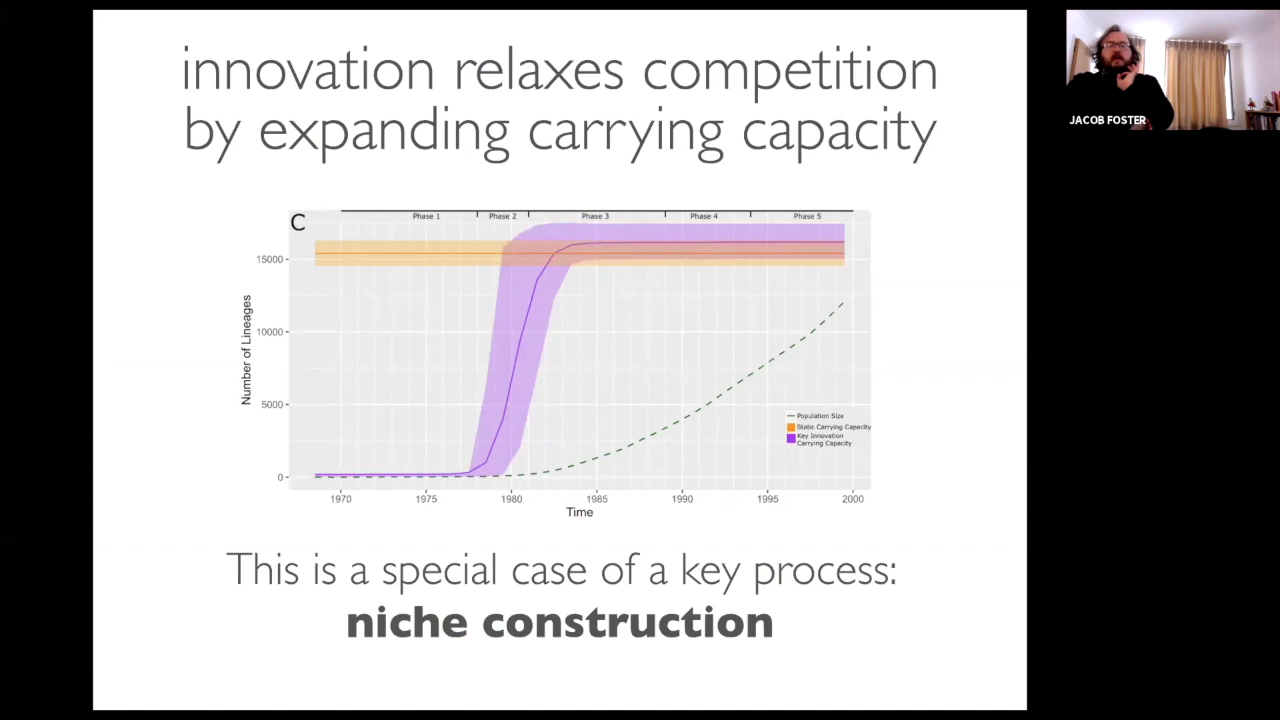 innovation relaxes competition
by expanding carrying capacity
JACOB FOSTER
C
Phase 1 Phase 2 Phase 3 Phase 4 Phase 5
15000
10000
5000
0
Number of Lineages
Population Size
Static Carrying Capacity
Key Innovation
Carrying Capacity
1970 1975 1980 1985 1990 1995 2000
Time
This is a special case of a key process:
niche construction